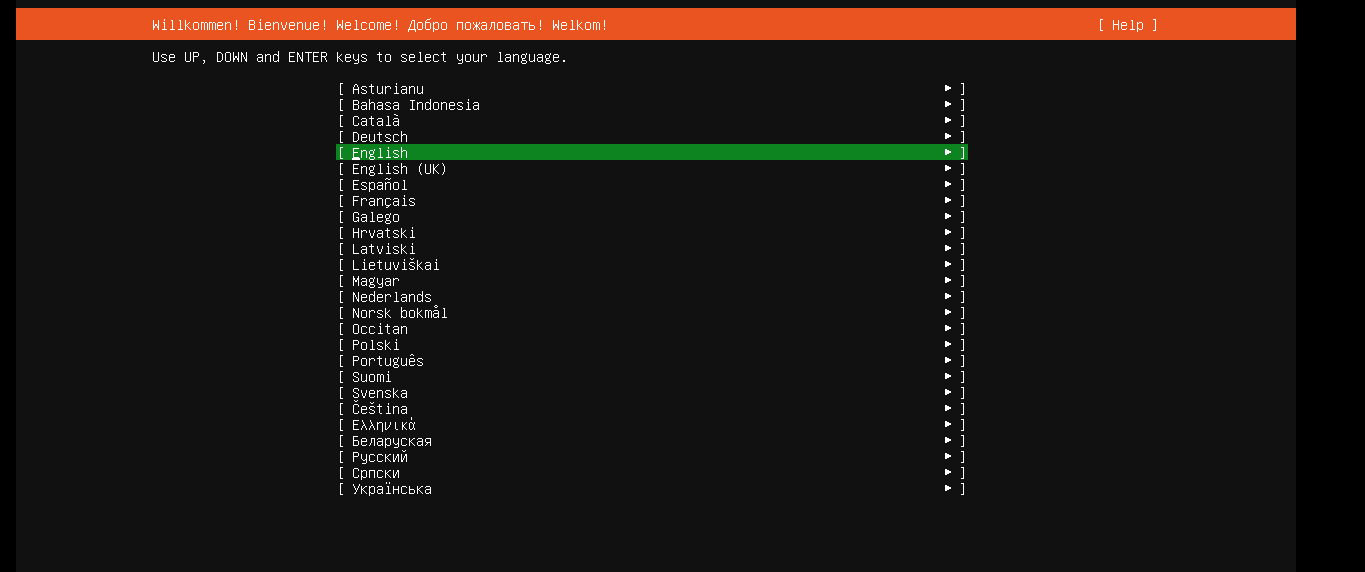 Willkommen! Bienvenue! Welcome! Добро пожаловать! Welkom! [ Help ]
Use UP, DOWN and ENTER keys to select your language.
[ Asturianu ► ]
[ Bahasa Indonesia ► ]
[ Català ► ]
[ Deutsch ► ]
[ English ► ]
[ English (UK) ► ]
[ Español ► ]
[ Français ► ]
[ Galego ► ]
[ Hrvatski ► ]
[ Latviski ► ]
[ Lietuviškai ► ]
[ Magyar ► ]
[ Nederlands ► ]
[ Norsk bokmål ► ]
[ Occitan ► ]
[ Polski ► ]
[ Português ► ]
[ Suomi ► ]
[ Svenska ► ]
[ Čeština ► ]
[ Ελληνικά ► ]
[ Беларуская ► ]
[ Русский ► ]
[ Српски ► ]
[ Українська ► ]